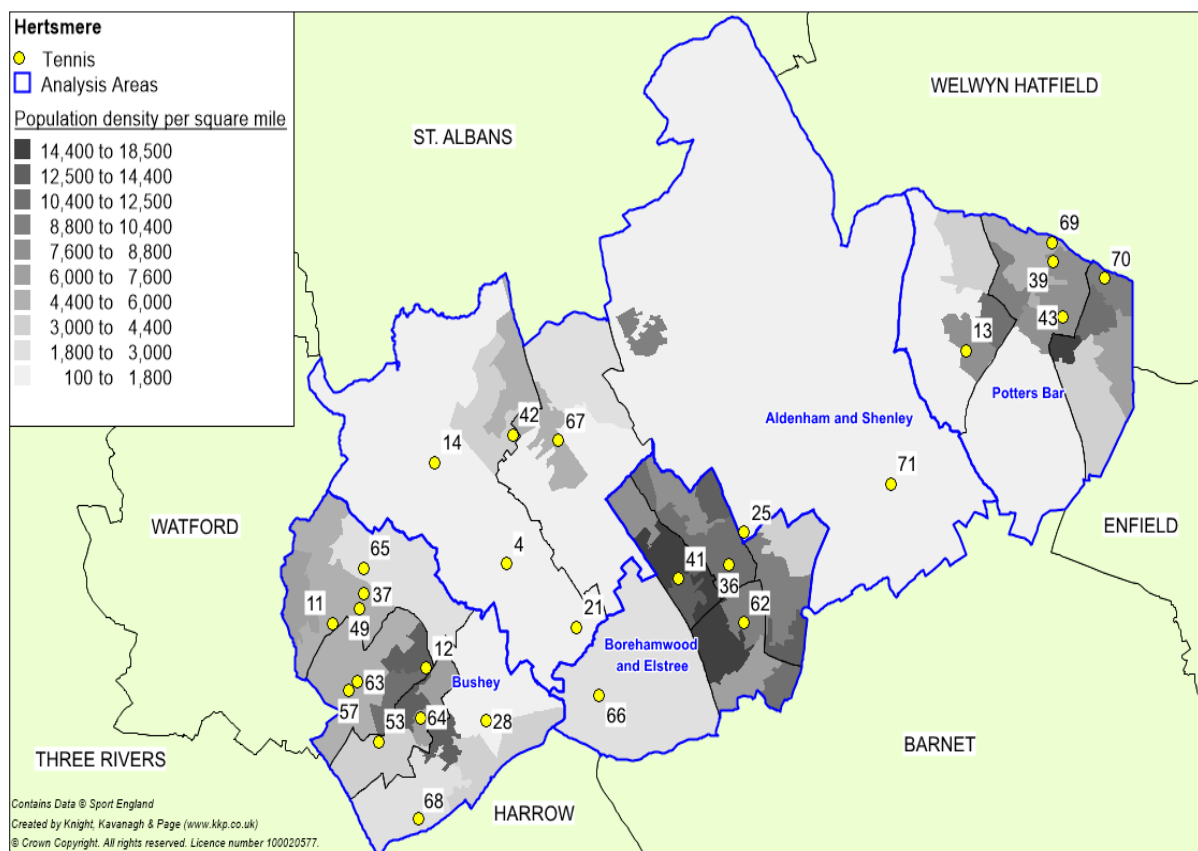 Hertsmere
Tennis
Analysis Areas
Population density per square mile
14,400 to 18,500
12,500 to 14,400
10,400 to 12,500
8,800 to 10,400
7,600 to 8,800
6,000 to 7,600
4,400 to 6,000
3,000 to 4,400
1,800 to 3,000
100 to 1,800
WELWYN HATFIELD
ST. ALBANS
69
39
70
43
13
Potters Bar
Aldenham and Shenley
42
67
14
71
WATFORD
25
ENFIELD
4
41
36
65
37
11
49
21
62
12
Borehamwood
and Elstree
Bushey
63
57
53
64
28
66
BARNET
THREE RIVERS
68
HARROW
Contains Data © Sport England
Created by Knight, Kavanagh & Page (www.kkp.co.uk)
© Crown Copyright. All rights reserved. Licence number 100020577.